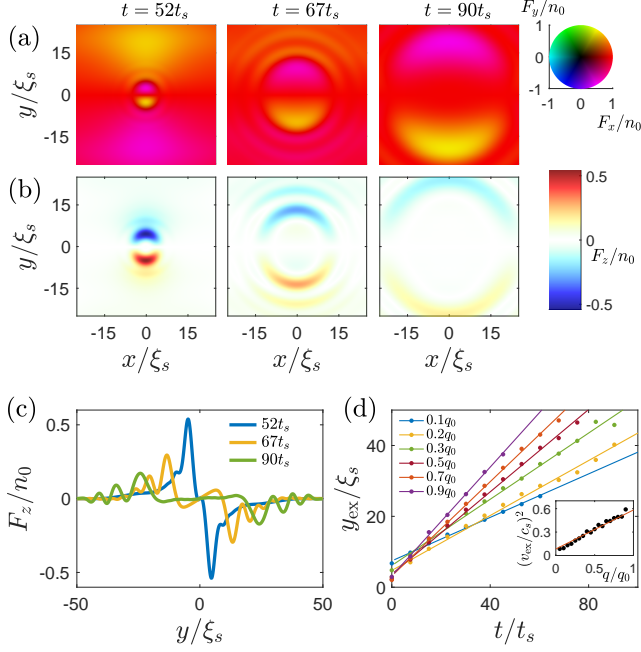 t = 52t_s t = 67t_s t = 90t_s
(a)
y/ξ_s
15
0
-15
F_y/n_0
1
0
-1
-1 0 1
F_x/n_0
(b)
y/ξ_s
15
0
-15
-15 0 15 -15 0 15 -15 0 15
x/ξ_s x/ξ_s x/ξ_s
0.5
0
-0.5
F_z/n_0
(c)
F_z/n_0
0.5
0
-0.5
52t_s
67t_s
90t_s
-50 0 50
y/ξ_s
(d)
y_ex/ξ_s
40
20
0
0.1q_0
0.2q_0
0.3q_0
0.5q_0
0.7q_0
0.9q_0
0 30 60 90
t/t_s
(v_ex/c_s)^2
0.6
0.3
0
0 0.5 1
q/q_0